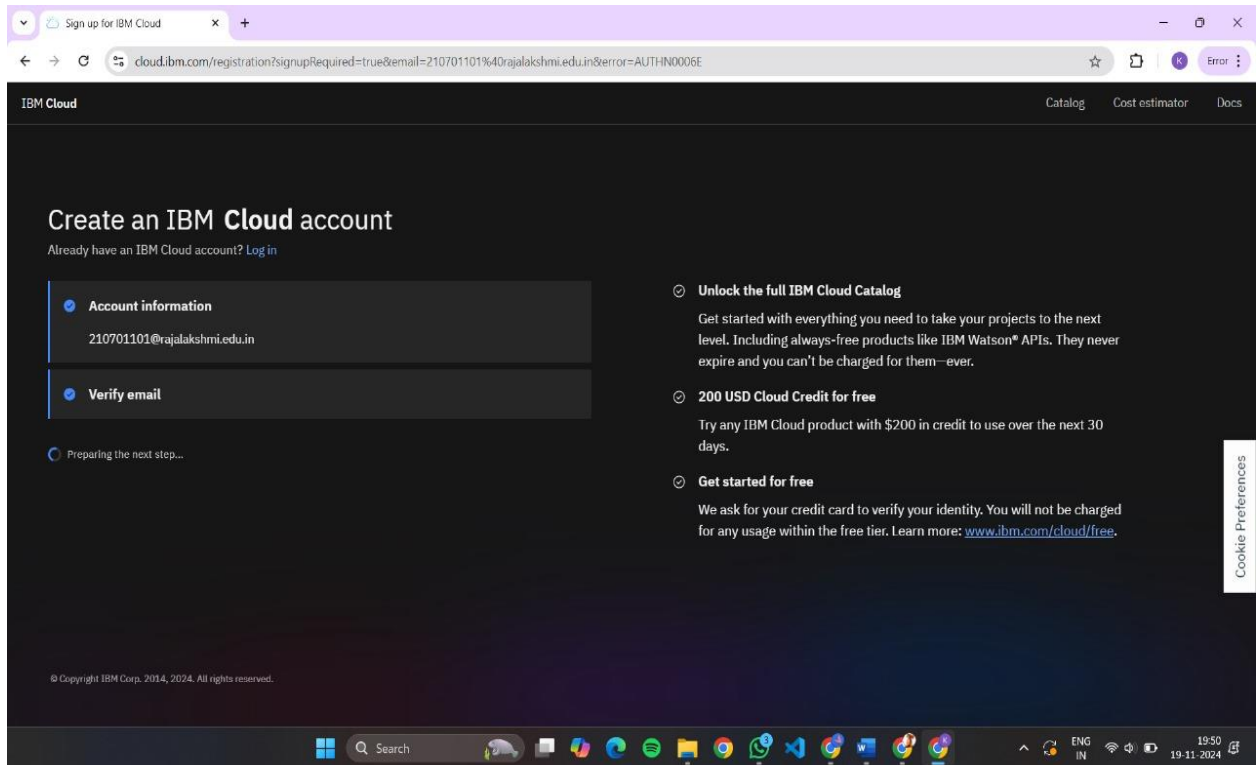 Sign up for IBM Cloud
cloud.ibm.com/registration?signupRequired=true&email=210701101%40rajalakshmi.edu.in&error=AUTHN0006E
K
Error
IBM Cloud
Catalog
Cost estimator
Docs
Create an IBM Cloud account
Already have an IBM Cloud account? Log in
Account information
210701101@rajalakshmi.edu.in
Verify email
Preparing the next step...
Unlock the full IBM Cloud Catalog
Get started with everything you need to take your projects to the next
level. Including always-free products like IBM Watson® APIs. They never
expire and you can't be charged for them—ever.
200 USD Cloud Credit for free
Try any IBM Cloud product with $200 in credit to use over the next 30
days.
Get started for free
We ask for your credit card to verify your identity. You will not be charged
for any usage within the free tier. Learn more: www.ibm.com/cloud/free.
Cookie Preferences
© Copyright IBM Corp. 2014, 2024. All rights reserved.
Search
3
ENG
IN
19:50
19-11-2024